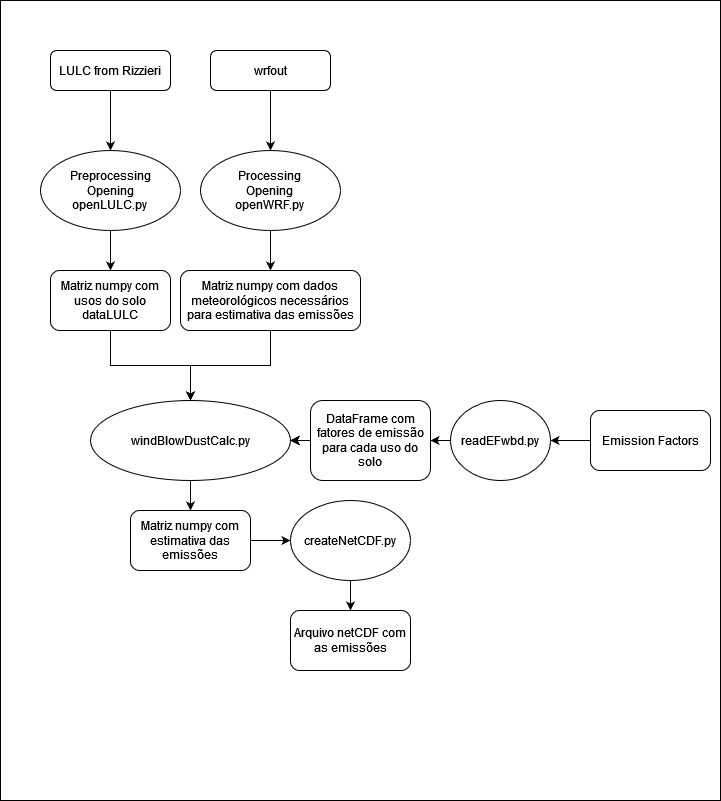 LULC from Rizzieri
wrfout
Preprocessing
Opening
openLULC.py
Processing
Opening
openWRF.py
Matriz numpy com
usos do solo
dataLULC
Matriz numpy com dados
meteorológicos necessários
para estimativa das emissões
windBlowDustCalc.py
DataFrame com
fatores de emissão
para cada uso do
solo
readEFwbd.py
Emission Factors
Matriz numpy com
estimativa das
emissões
createNetCDF.py
Arquivo netCDF com
as emissões